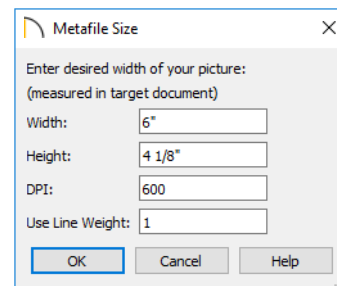 Metafile Size
Enter desired width of your picture:
(measured in target document)
Width: 6"
Height: 4 1/8"
DPI: 600
Use Line Weight: 1
OK Cancel Help